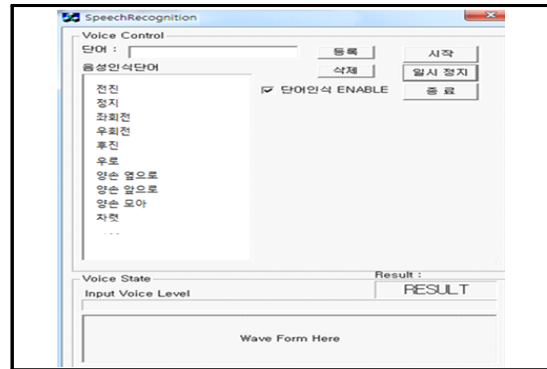 SpeechRecognition
Voice Control
단어 :
등록
시작
음성인식단어
삭제
일시 정지
단어인식 ENABLE
종 료
전진
정지
좌회전
우회전
후진
우로
양손 옆으로
양손 앞으로
양손 모아
차렷
Voice State
Result :
Input Voice Level
RESULT
Wave Form Here